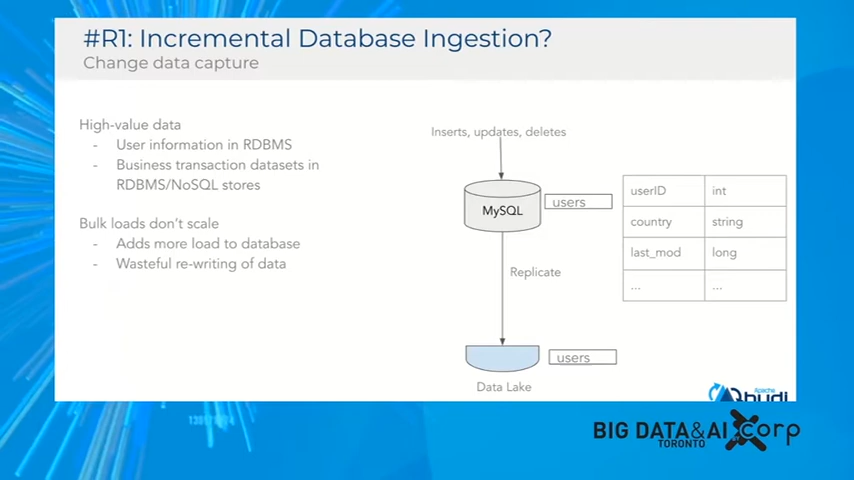 #R1: Incremental Database Ingestion?
Change data capture
High-value data
- User information in RDBMS
- Business transaction datasets in
RDBMS/NoSQL stores
Bulk loads don't scale
- Adds more load to database
- Wasteful re-writing of data
Inserts, updates, deletes
MySQL
users
userID int
country string
last_mod long
... ...
Replicate
users
Data Lake
Apache
hudi
BIG DATA&AI
TORONTO
corp